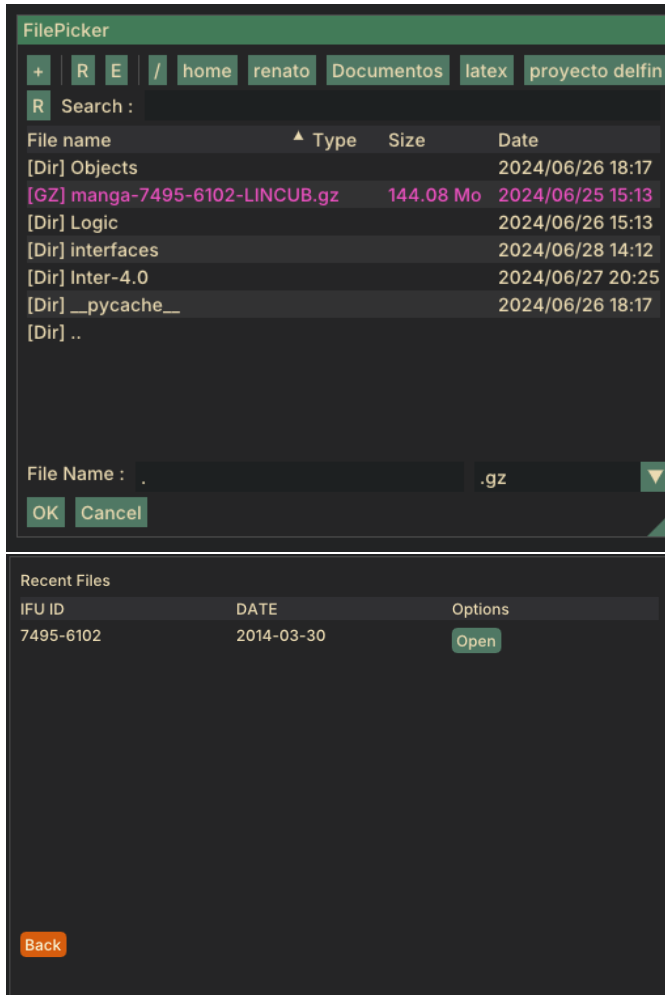 FilePicker
+ R E / home renato Documentos latex proyecto delfin
R Search :
File name Type Size Date
[Dir] Objects 2024/06/26 18:17
[GZ] manga-7495-6102-LINCUB.gz 144.08 Mo 2024/06/25 15:13
[Dir] Logic 2024/06/26 15:13
[Dir] interfaces 2024/06/28 14:12
[Dir] Inter-4.0 2024/06/27 20:25
[Dir] __pycache__ 2024/06/26 18:17
[Dir] ..
File Name : . .gz
OK Cancel
Recent Files
IFU ID DATE Options
7495-6102 2014-03-30 Open
Back